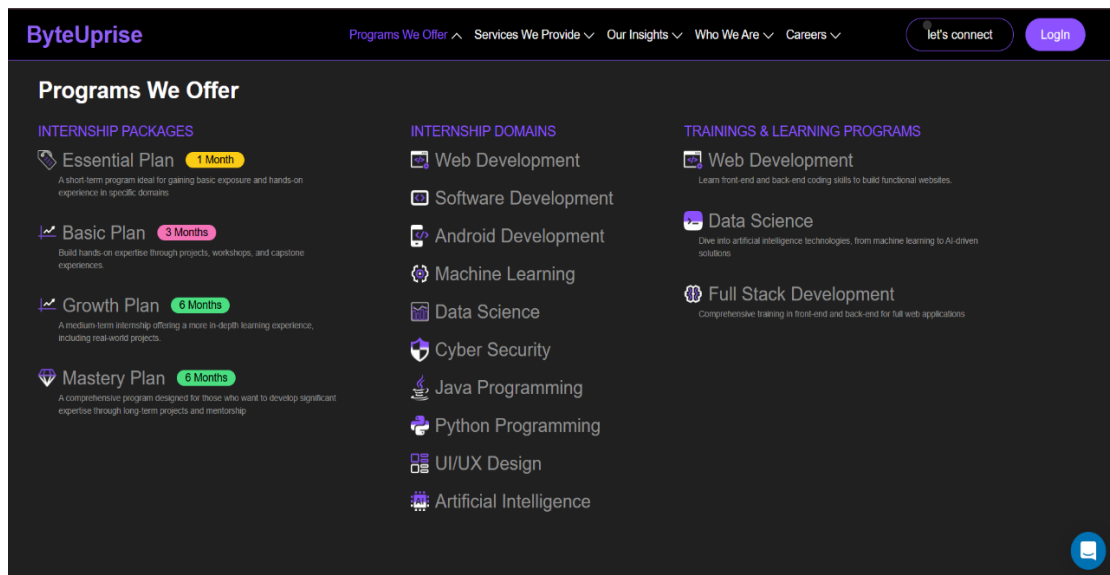 ByteUprise
Programs We Offer
Services We Provide
Our Insights
Who We Are
Careers
let's connect
LogIn
Programs We Offer
INTERNSHIP PACKAGES
Essential Plan 1 Month
A short-term program ideal for gaining basic exposure and hands-on
experience in specific domains
Basic Plan 3 Months
Build hands-on expertise through projects, workshops, and capstone
experiences.
Growth Plan 6 Months
A medium-term internship offering a more in-depth learning experience,
including real-world projects.
Mastery Plan 6 Months
A comprehensive program designed for those who want to develop significant
expertise through long-term projects and mentorship
INTERNSHIP DOMAINS
Web Development
Software Development
Android Development
Machine Learning
Data Science
Cyber Security
Java Programming
Python Programming
UI/UX Design
AI Artificial Intelligence
TRAININGS & LEARNING PROGRAMS
Web Development
Learn front-end and back-end coding skills to build functional websites.
Data Science
Dive into artificial intelligence technologies, from machine learning to AI-driven
solutions
Full Stack Development
Comprehensive training in front-end and back-end for full web applications